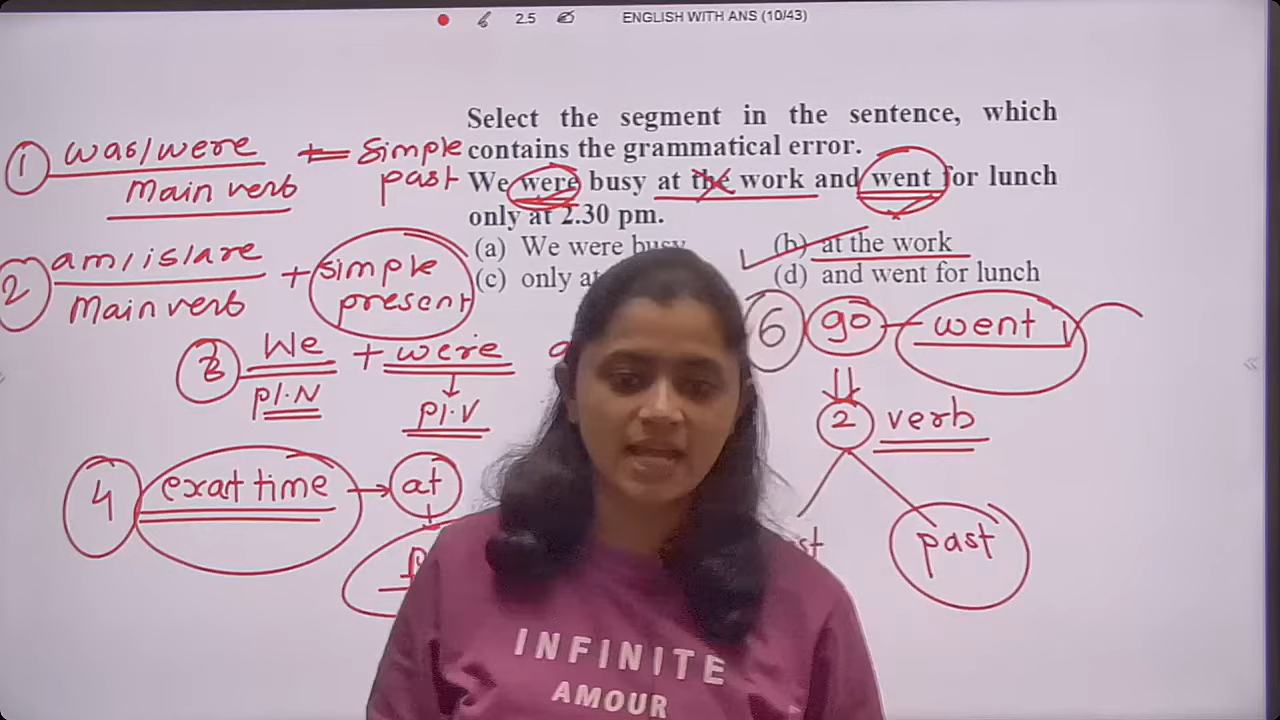 25 ENGLISH WITH ANS (10/43)
Select the segment in the sentence, which
contains the grammatical error.
We were busy at the work and went for lunch
only at 2.30 pm.
(a) We were busy
(b) at the work
(c) only at
(d) and went for lunch
1 was/were = simple
main verb past
2 am/is/are + simple
main verb present
3 We + were
pl.N pl.V
4 exart time → at
6 go - went
2 verb
past
INFINITE
AMOUR